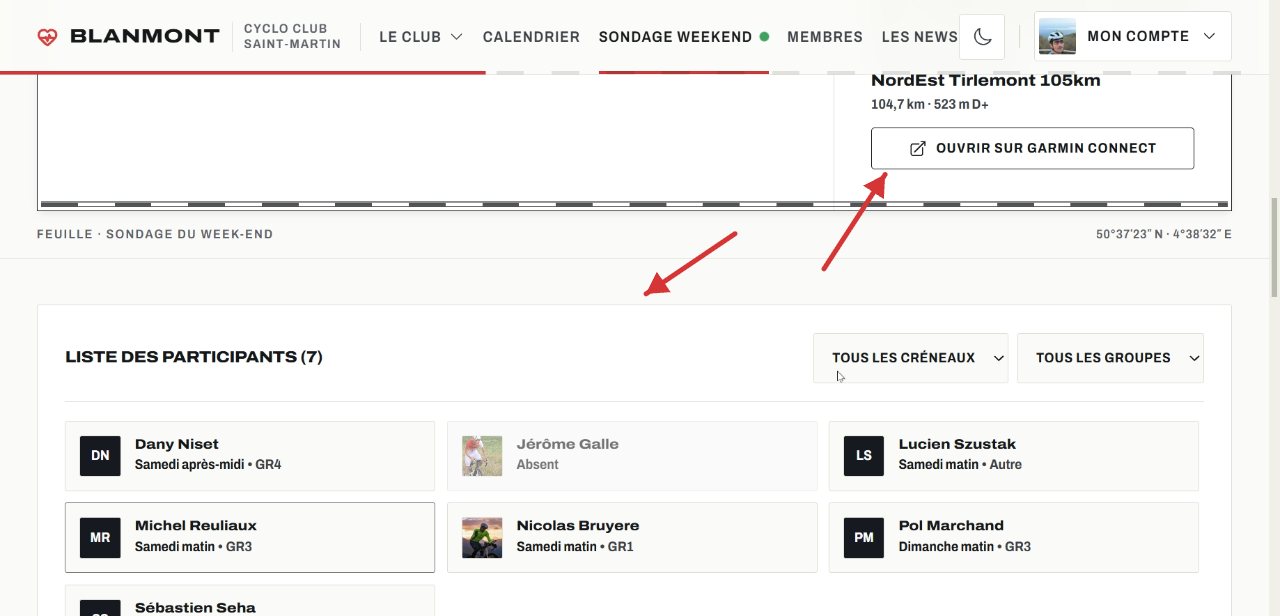 BLANMONT
CYCLO CLUB
SAINT-MARTIN
LE CLUB
CALENDRIER
SONDAGE WEEKEND
MEMBRES
LES NEWS
MON COMPTE
NordEst Tirlemont 105km
104,7 km · 523 m D+
OUVRIR SUR GARMIN CONNECT
FEUILLE · SONDAGE DU WEEK-END
50°37′23″ N · 4°38′32″ E
LISTE DES PARTICIPANTS (7)
TOUS LES CRÉNEAUX
TOUS LES GROUPES
DN
Dany Niset
Samedi après-midi • GR4
Jérôme Galle
Absent
LS
Lucien Szustak
Samedi matin • Autre
MR
Michel Reuliaux
Samedi matin • GR3
Nicolas Bruyere
Samedi matin • GR1
PM
Pol Marchand
Dimanche matin • GR3
Sébastien Seha